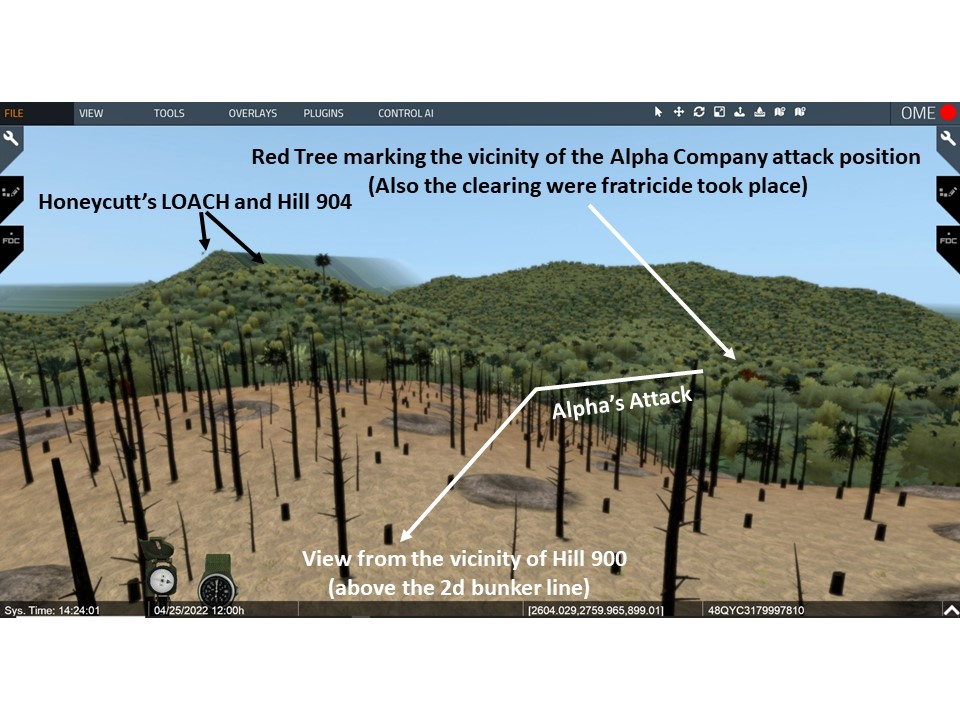 FILE VIEW TOOLS OVERLAYS PLUGINS CONTROL AI OME
Red Tree marking the vicinity of the Alpha Company attack position
(Also the clearing were fratricide took place)
Honeycutt's LOACH and Hill 904
FDC FDC
Alpha's Attack
View from the vicinity of Hill 900
(above the 2d bunker line)
Sys. Time: 14:24:01 04/25/2022 12:00h [2604.029,2759.965,899.01] 48QYC3179997810